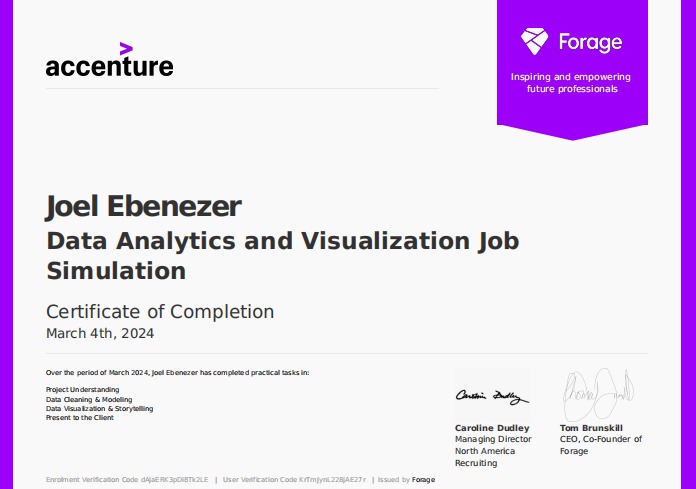 accenture
Forage
Inspiring and empowering
future professionals
Joel Ebenezer
Data Analytics and Visualization Job
Simulation
Certificate of Completion
March 4th, 2024
Over the period of March 2024, Joel Ebenezer has completed practical tasks in:
Project Understanding
Data Cleaning & Modeling
Data Visualization & Storytelling
Present to the Client
Caroline Dudley
Caroline Dudley
Managing Director
North America
Recruiting
Tom Brunskill
CEO, Co-Founder of
Forage
Enrolment Verification Code | User Verification Code | Issued by Forage